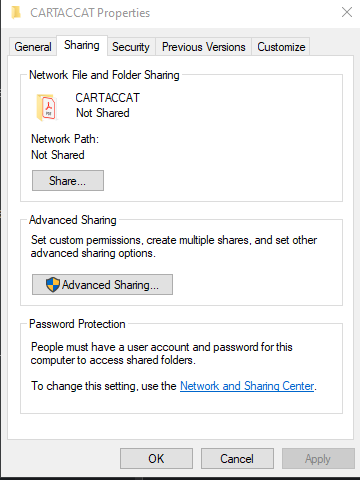 CARTACCAT Properties
General Sharing Security Previous Versions Customize
Network File and Folder Sharing
PDF
CARTACCAT
Not Shared
Network Path:
Not Shared
Share...
Advanced Sharing
Set custom permissions, create multiple shares, and set other
advanced sharing options.
Advanced Sharing...
Password Protection
People must have a user account and password for this
computer to access shared folders.
To change this setting, use the Network and Sharing Center.
OK Cancel Apply